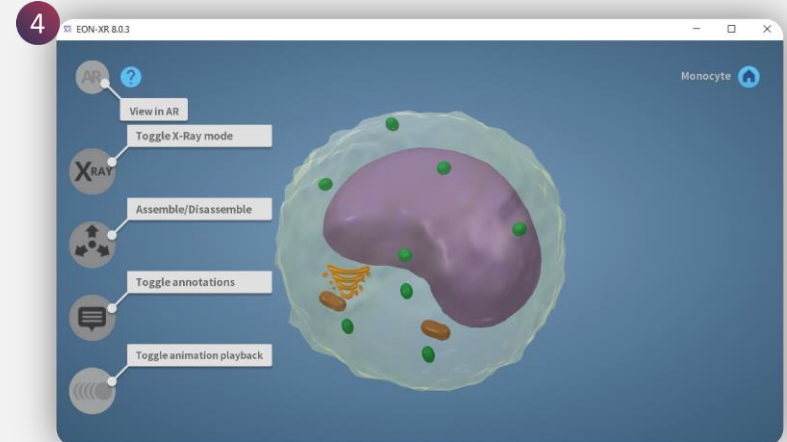 4
EON-XR 8.0.3
AR
?
Monocyte
View in AR
Toggle X-Ray mode
XRAY
Assemble/Disassemble
Toggle annotations
Toggle animation playback